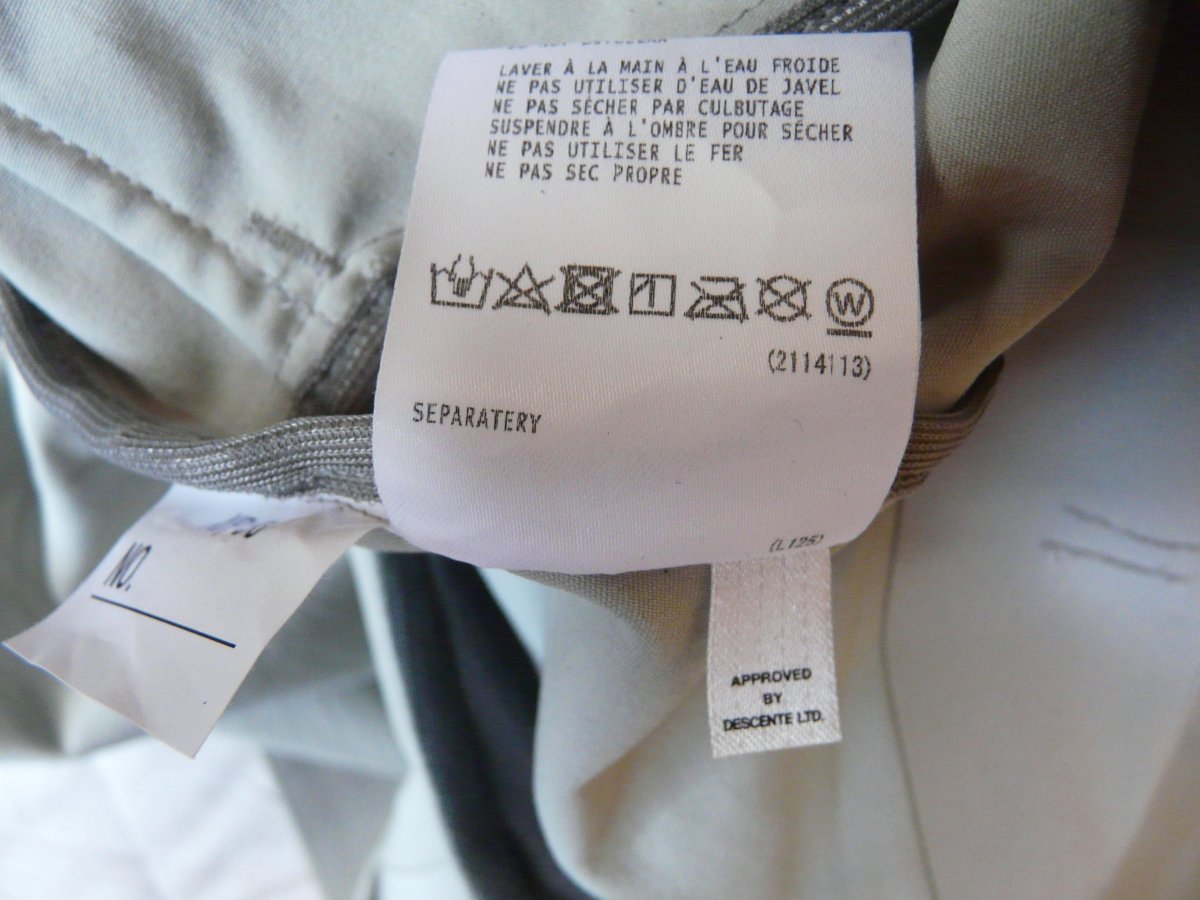 LAVER À LA MAIN À L'EAU FROIDE
NE PAS UTILISER D'EAU DE JAVEL
NE PAS SÉCHER PAR CULBUTAGE
SUSPENDRE À L'OMBRE POUR SÉCHER
NE PAS UTILISER LE FER
NE PAS SEC PROPRE
W
(2114113)
SEPARATERY
(L125)
NO.
APPROVED
BY
DESCENTE LTD.